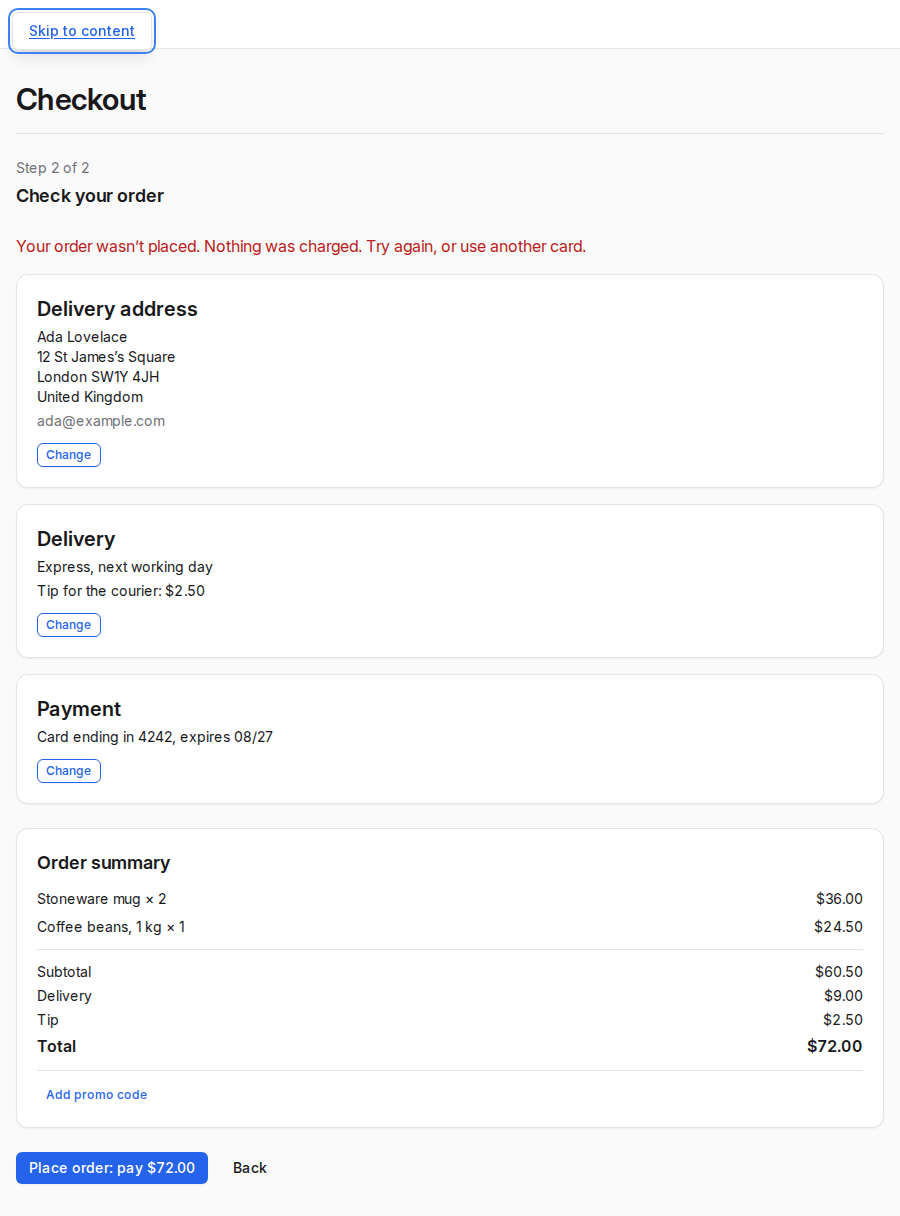 Skip to content
Checkout
Step 2 of 2
Check your order
Your order wasn’t placed. Nothing was charged. Try again, or use another card.
Delivery address
Ada Lovelace
12 St James’s Square
London SW1Y 4JH
United Kingdom
ada@example.com
Change
Delivery
Express, next working day
Tip for the courier: $2.50
Change
Payment
Card ending in 4242, expires 08/27
Change
Order summary
Stoneware mug × 2 $36.00
Coffee beans, 1 kg × 1 $24.50
Subtotal $60.50
Delivery $9.00
Tip $2.50
Total $72.00
Add promo code
Place order: pay $72.00 Back